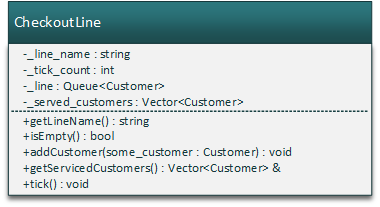 CheckoutLine
-_line_name : string
-_tick_count : int
-_line : Queue<Customer>
-_served_customers : Vector<Customer>
+getLineName() : string
+isEmpty() : bool
+addCustomer(some_customer : Customer) : void
+getServicedCustomers() : Vector<Customer> &
+tick() : void